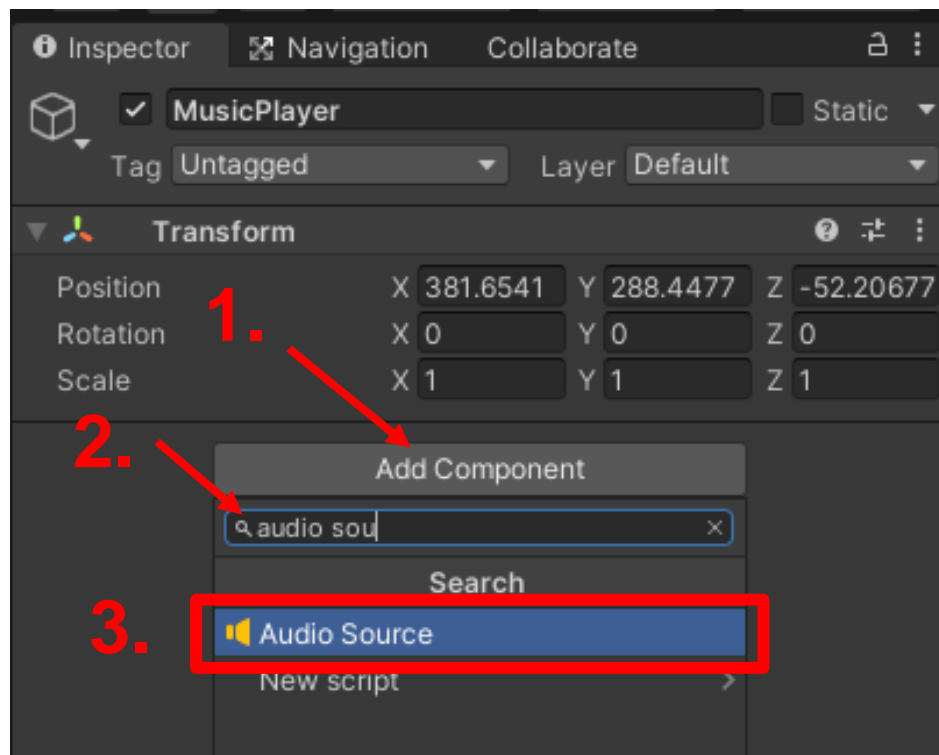 Inspector Navigation Collaborate
MusicPlayer Static
Tag Untagged Layer Default
Transform
Position X 381.6541 Y 288.4477 Z -52.20677
Rotation X 0 Y 0 Z 0
Scale X 1 Y 1 Z 1
1.
2.
Add Component
audio sou
Search
3.
Audio Source
New script